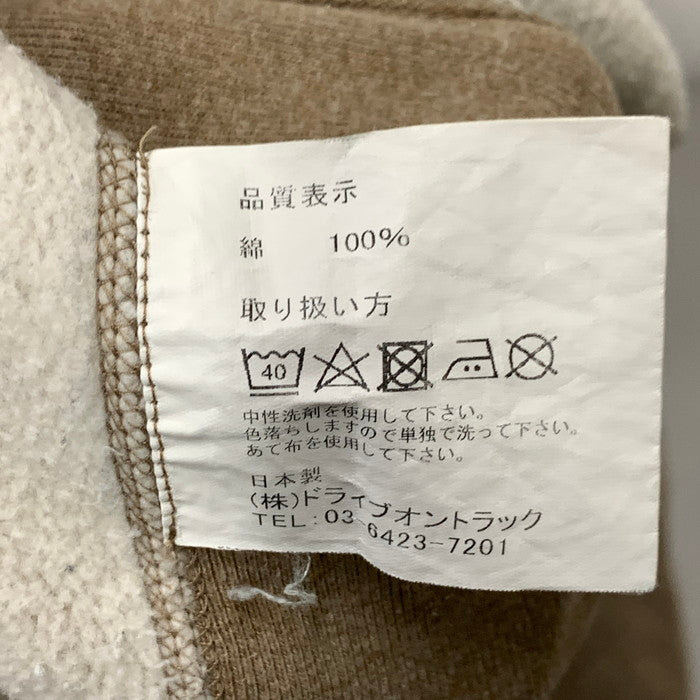 品質表示
綿 100%
取り扱い方
40
中性洗剤を使用して下さい。
色落ちしますので単独で洗って下さい。
あて布を使用して下さい。
日本製
(株)ドライブオントラック
TEL: 03-6423-7201